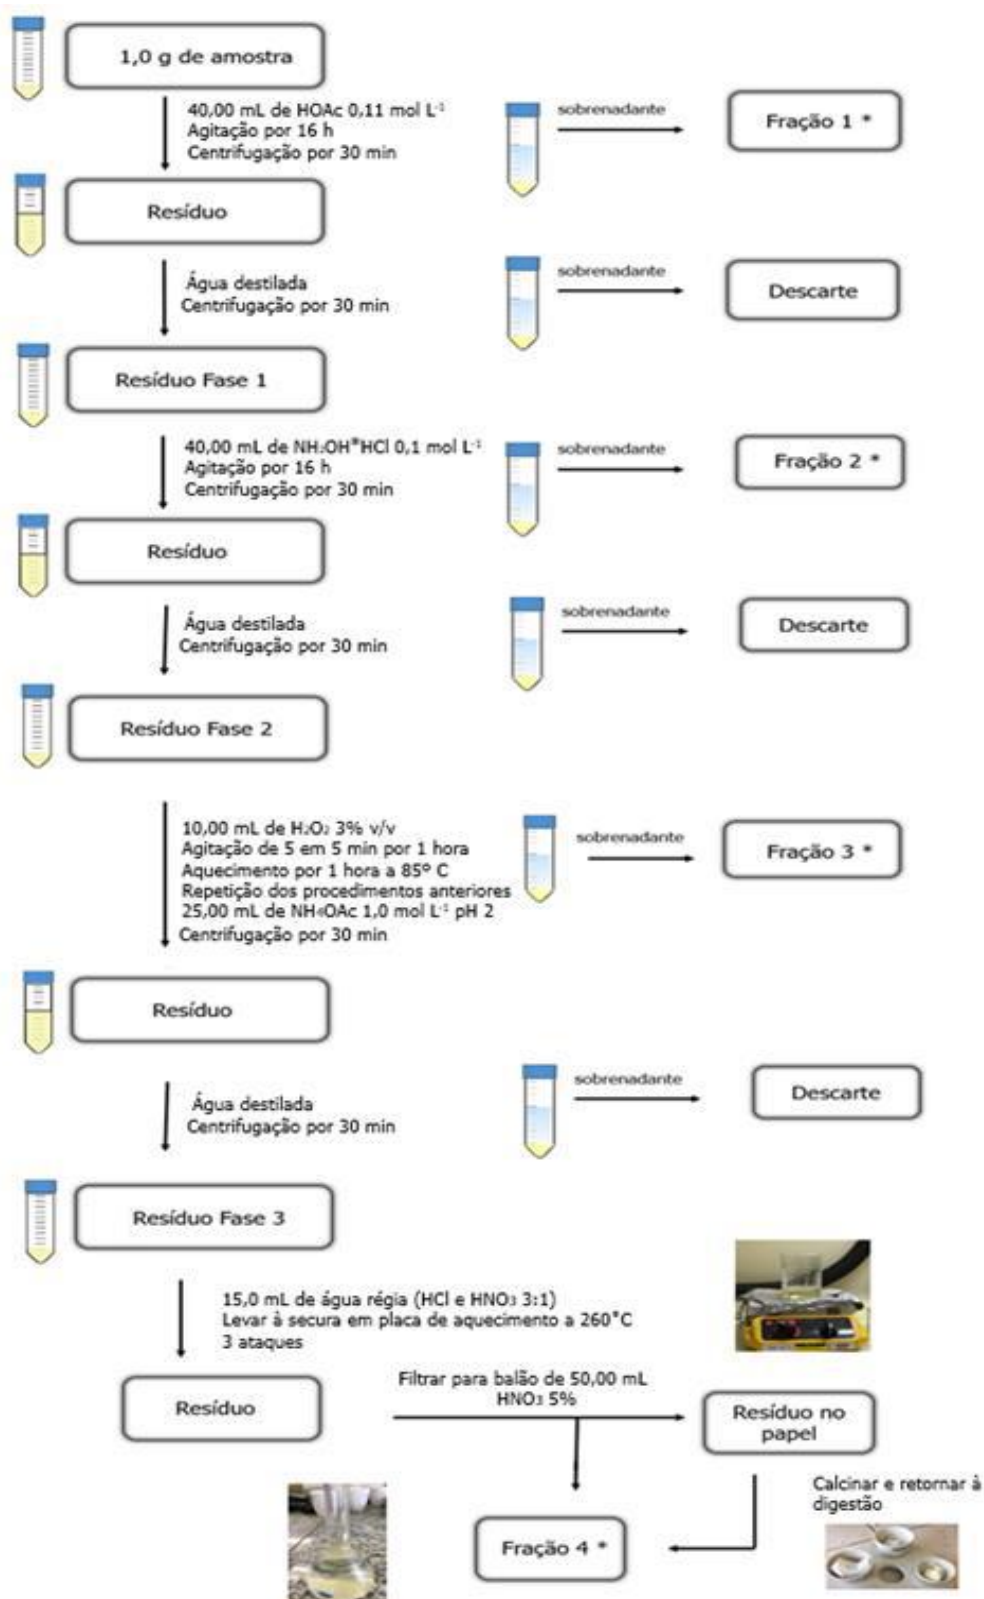 1,0 g de amostra
40,00 mL de HOAc 0,11 mol L⁻¹
Agitação por 16 h
Centrifugação por 30 min
sobrenadante
Fração 1 *
Resíduo
Água destilada
Centrifugação por 30 min
sobrenadante
Descarte
Resíduo Fase 1
40,00 mL de NH₂OH*HCl 0,1 mol L⁻¹
Agitação por 16 h
Centrifugação por 30 min
sobrenadante
Fração 2 *
Resíduo
Água destilada
Centrifugação por 30 min
sobrenadante
Descarte
Resíduo Fase 2
10,00 mL de H₂O₂ 3% v/v
Agitação de 5 em 5 min por 1 hora
Aquecimento por 1 hora a 85º C
Repetição dos procedimentos anteriores
25,00 mL de NH₄OAc 1,0 mol L⁻¹ pH 2
Centrifugação por 30 min
sobrenadante
Fração 3 *
Resíduo
Água destilada
Centrifugação por 30 min
sobrenadante
Descarte
Resíduo Fase 3
15,0 mL de água régia (HCl e HNO₃ 3:1)
Levar à secura em placa de aquecimento a 260°C
3 ataques
Resíduo
Filtrar para balão de 50,00 mL
HNO₃ 5%
Resíduo no
papel
Calcinar e retornar à
digestão
Fração 4 *